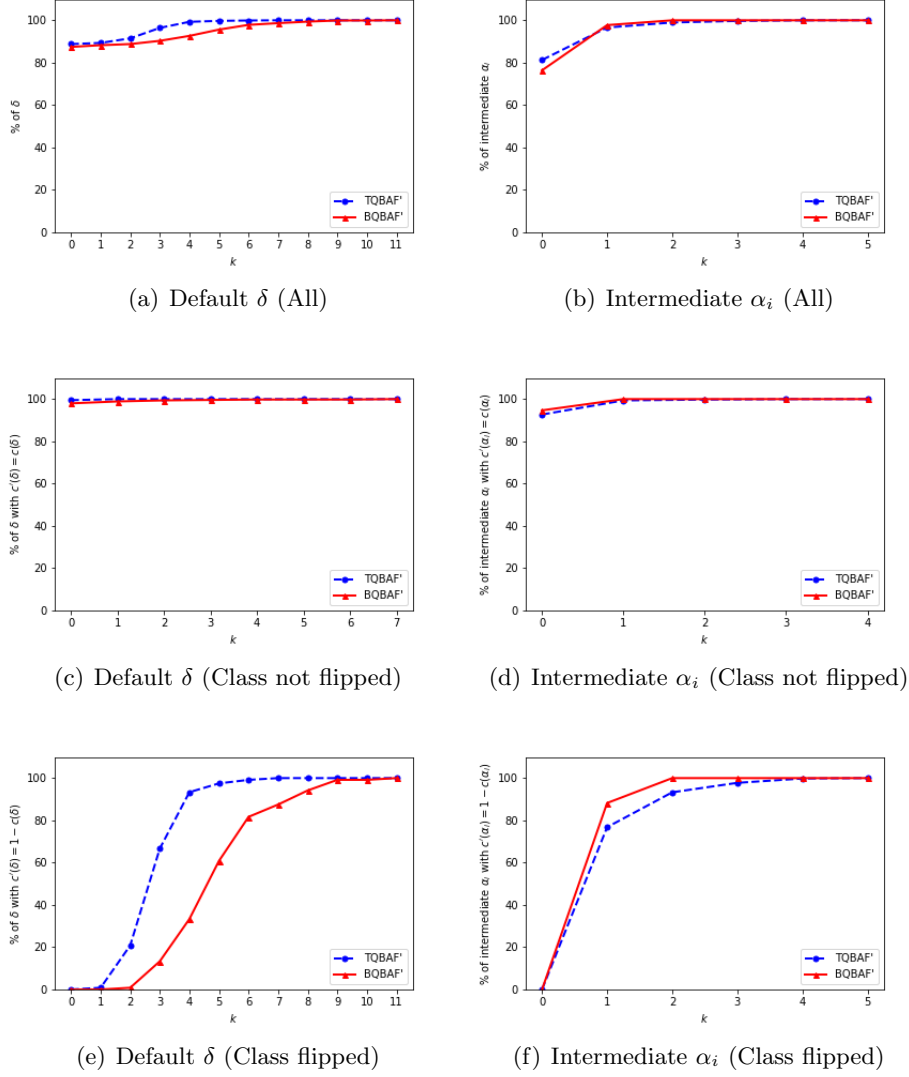 % of δ
100
80
60
40
20
0
TQBAF'
BQBAF'
0 1 2 3 4 5 6 7 8 9 10 11
k
(a) Default δ (All)
% of intermediate αi
100
80
60
40
20
0
TQBAF'
BQBAF'
0 1 2 3 4 5
k
(b) Intermediate αi (All)
% of δ with c'(δ) = c(δ)
100
80
60
40
20
0
TQBAF'
BQBAF'
0 1 2 3 4 5 6 7
k
(c) Default δ (Class not flipped)
% of intermediate αi with c'(αi) = c(αi)
100
80
60
40
20
0
TQBAF'
BQBAF'
0 1 2 3 4
k
(d) Intermediate αi (Class not flipped)
% of δ with c'(δ) = 1 − c(δ)
100
80
60
40
20
0
TQBAF'
BQBAF'
0 1 2 3 4 5 6 7 8 9 10 11
k
(e) Default δ (Class flipped)
% of intermediate αi with c'(αi) = 1 − c(αi)
100
80
60
40
20
0
TQBAF'
BQBAF'
0 1 2 3 4 5
k
(f) Intermediate αi (Class flipped)